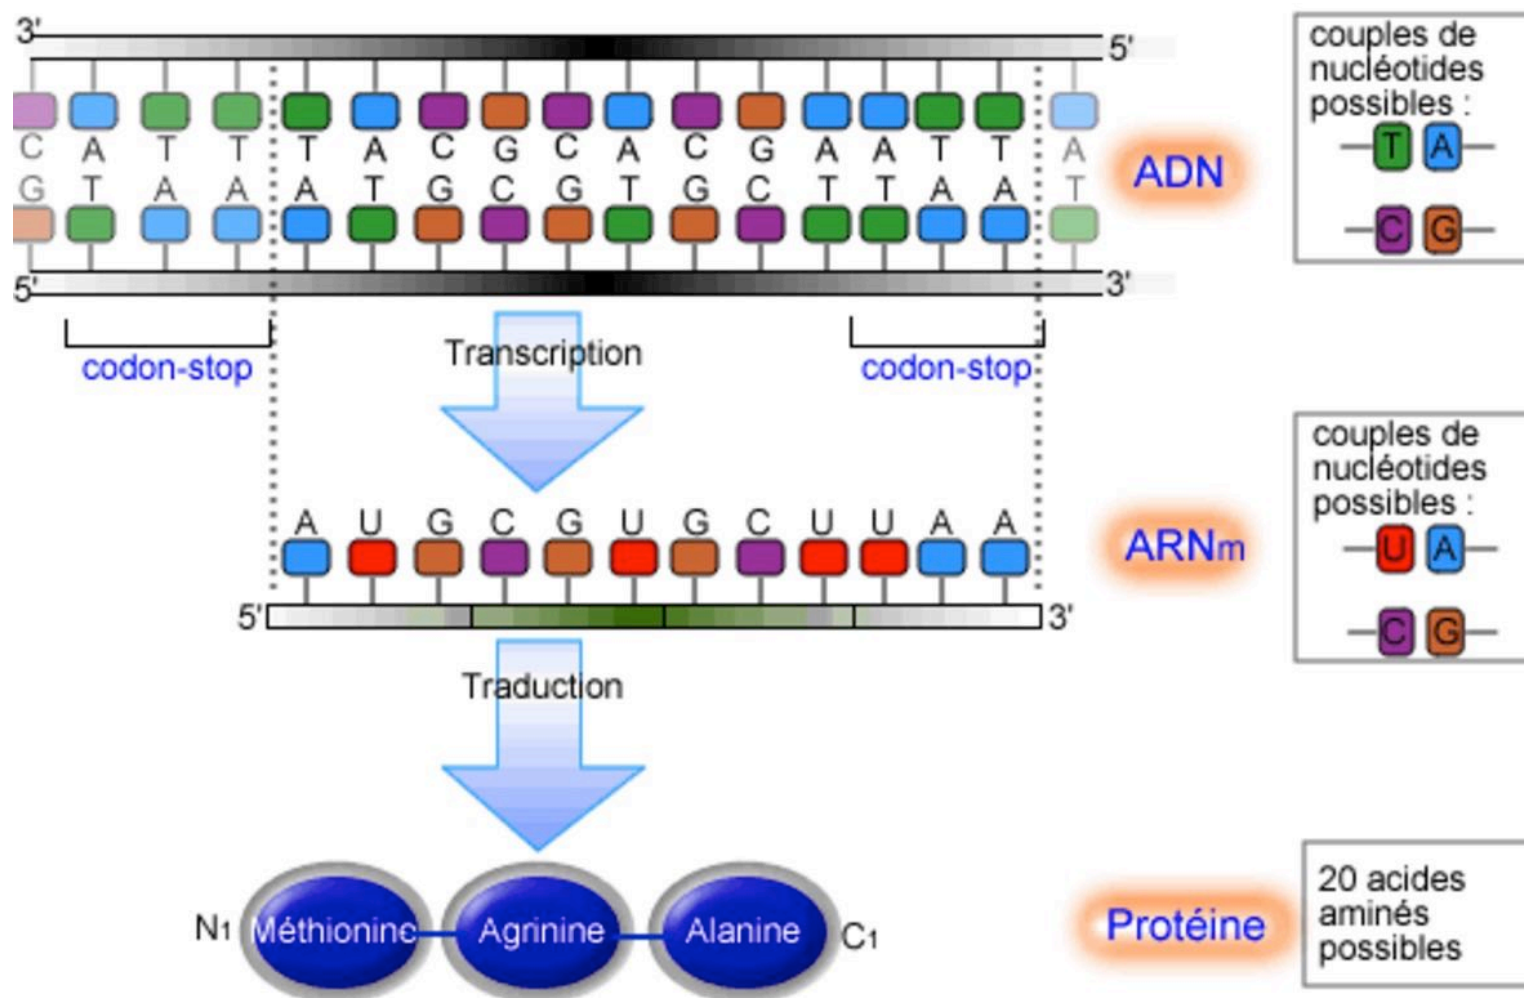 3' 5'
C A T T T A C G C A C G A A T T A
G T A A A T G C G T G C T T A A T
5' 3'
codon-stop
codon-stop
ADN
couples de
nucléotides
possibles :
T A
C G
Transcription
A U G C G U G C U U A A
5' 3'
ARNm
couples de
nucléotides
possibles :
U A
C G
Traduction
N1 Méthionine Agrinine Alanine C1
Protéine
20 acides
aminés
possibles